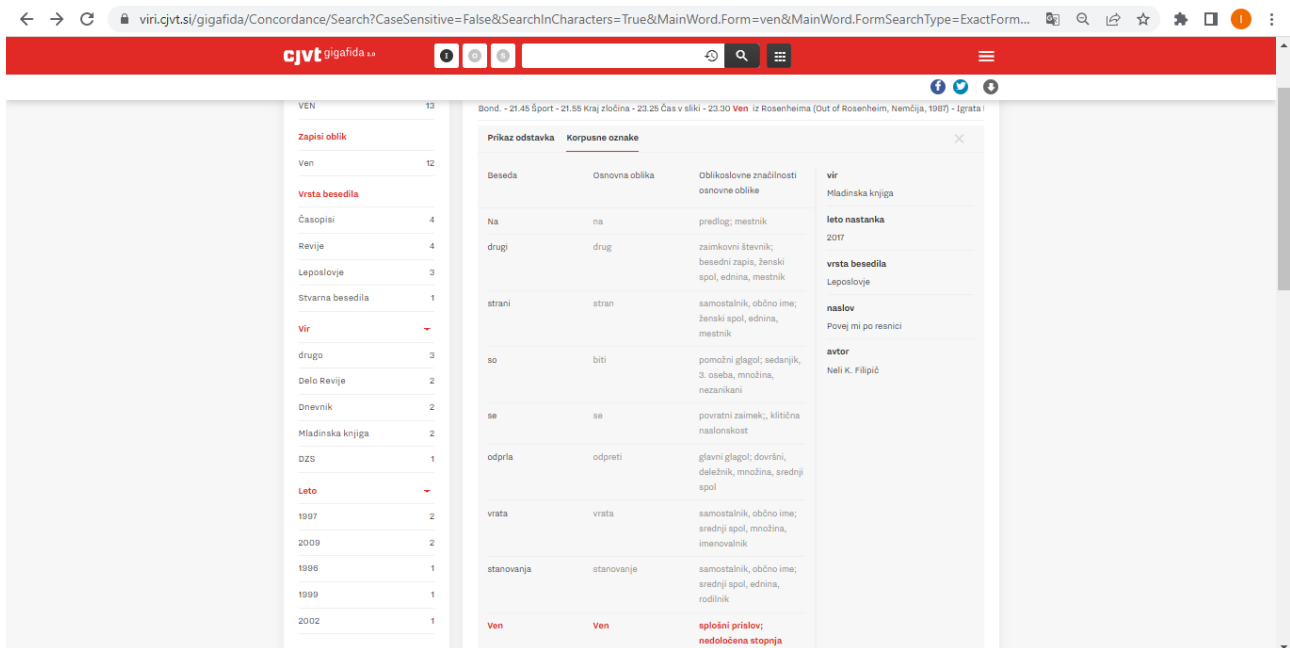 viri.cjvt.si/gigafida/Concordance/Search?CaseSensitive=False&SearchInCharacters=True&MainWord.Form=ven&MainWord.FormSearchType=ExactForm...
I
cjvt gigafida 2.0
I O S
VEN 13
Zapisi oblik
Ven 12
Vrsta besedila
Časopisi 4
Revije 4
Leposlovje 3
Stvarna besedila 1
Vir
drugo 3
Delo Revije 2
Dnevnik 2
Mladinska knjiga 2
DZS 1
Leto
1997 2
2009 2
1996 1
1999 1
2002 1
Bond. - 21.45 Šport - 21.55 Kraj zločina - 23.25 Čas v sliki - 23.30 Ven iz Rosenheima (Out of Rosenheim, Nemčija, 1987) - Igrata
Prikaz odstavka Korpusne oznake
Beseda Osnovna oblika Oblikoslovne značilnosti
osnovne oblike
Na na predlog; mestnik
drugi drug zaimkovni števnik;
besedni zapis, ženski
spol, ednina, mestnik
strani stran samostalnik, občno ime;
ženski spol, ednina,
mestnik
so biti pomožni glagol; sedanjik,
3. oseba, množina,
nezanikani
se se povratni zaimek;, klitična
naslonskost
odprla odpreti glavni glagol; dovršni,
deležnik, množina, srednji
spol
vrata vrata samostalnik, občno ime;
srednji spol, množina,
imenovalnik
stanovanja stanovanje samostalnik, občno ime;
srednji spol, ednina,
rodilnik
Ven Ven splošni prislov;
nedoločena stopnja
vir
Mladinska knjiga
leto nastanka
2017
vrsta besedila
Leposlovje
naslov
Povej mi po resnici
avtor
Neli K. Filipić